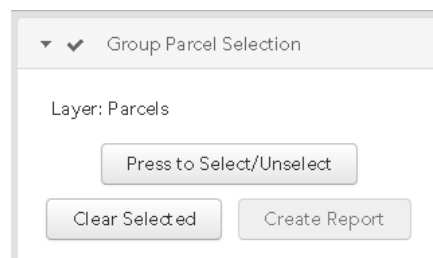 Group Parcel Selection
Layer: Parcels
Press to Select/Unselect
Clear Selected Create Report